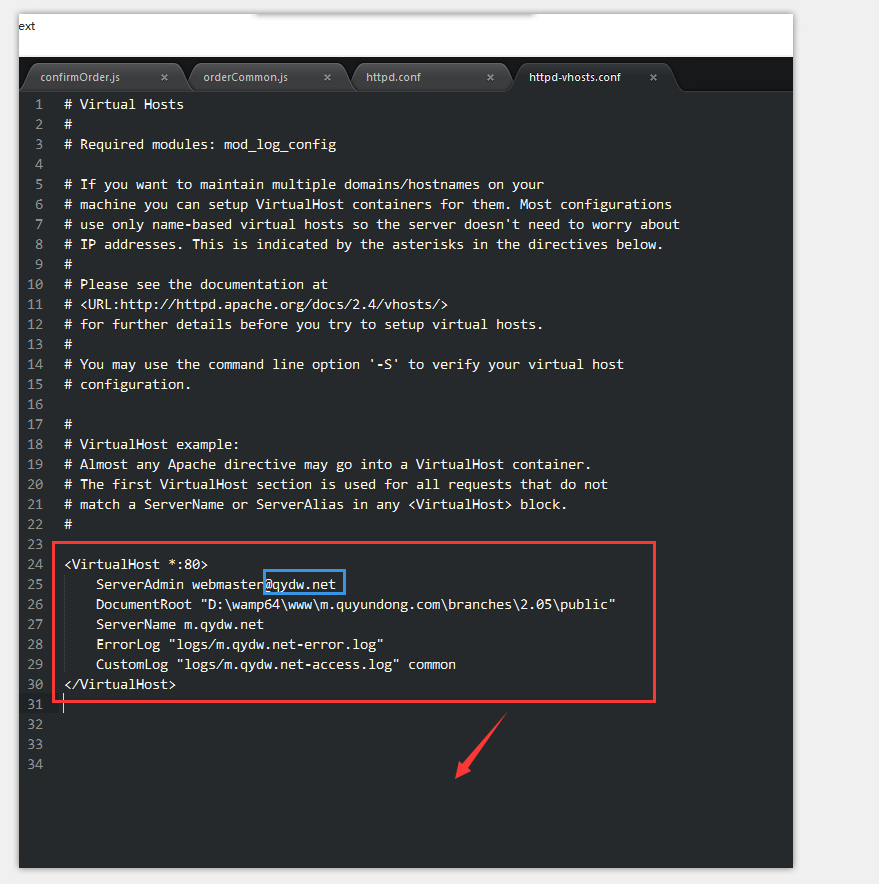 ext
confirmOrder.js × orderCommon.js × httpd.conf × httpd-vhosts.conf ×
1 # Virtual Hosts
2 #
3 # Required modules: mod_log_config
4
5 # If you want to maintain multiple domains/hostnames on your
6 # machine you can setup VirtualHost containers for them. Most configurations
7 # use only name-based virtual hosts so the server doesn't need to worry about
8 # IP addresses. This is indicated by the asterisks in the directives below.
9 #
10 # Please see the documentation at
11 # <URL:http://httpd.apache.org/docs/2.4/vhosts/>
12 # for further details before you try to setup virtual hosts.
13 #
14 # You may use the command line option '-S' to verify your virtual host
15 # configuration.
16
17 #
18 # VirtualHost example:
19 # Almost any Apache directive may go into a VirtualHost container.
20 # The first VirtualHost section is used for all requests that do not
21 # match a ServerName or ServerAlias in any <VirtualHost> block.
22 #
23
24 <VirtualHost *:80>
25 ServerAdmin webmaster@qydw.net
26 DocumentRoot "D:\wamp64\www\m.quyundong.com\branches\2.05\public"
27 ServerName m.qydw.net
28 ErrorLog "logs/m.qydw.net-error.log"
29 CustomLog "logs/m.qydw.net-access.log" common
30 </VirtualHost>
31
32
33
34